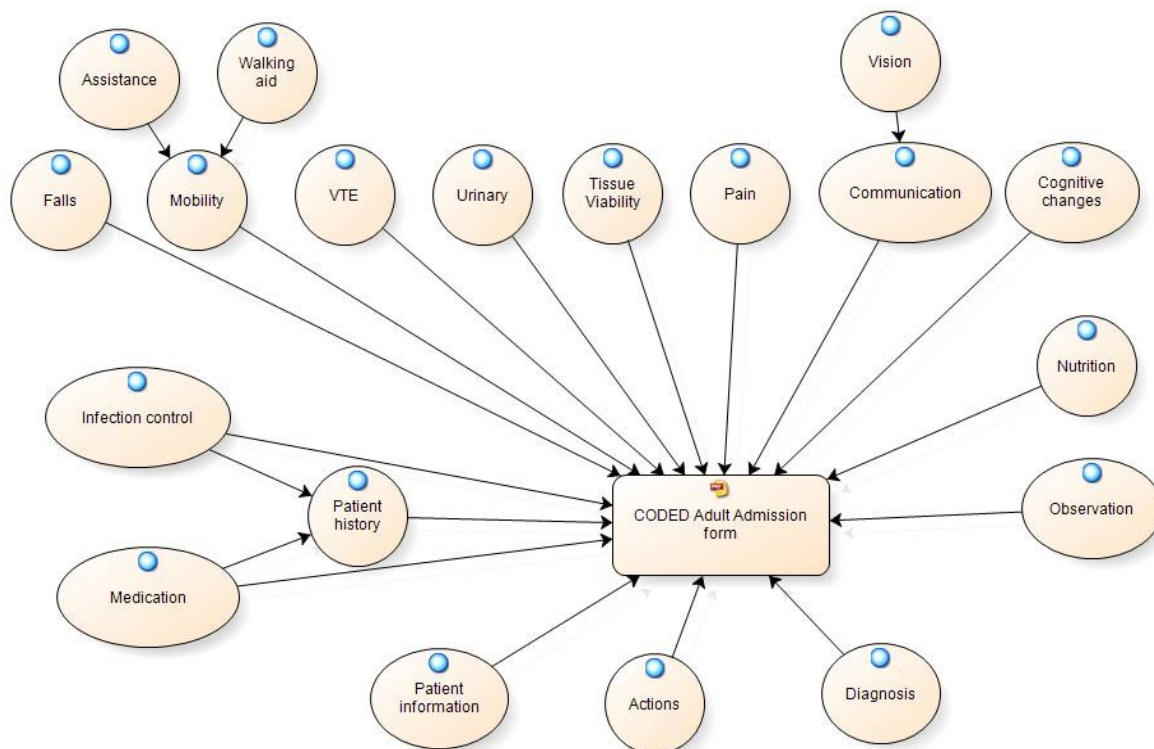 Assistance
Walking
aid
Vision
Falls
Mobility
VTE
Urinary
Tissue
Viability
Pain
Communication
Cognitive
changes
Nutrition
Infection control
Patient
history
CODED Adult Admission
form
Observation
Medication
Patient
information
Actions
Diagnosis